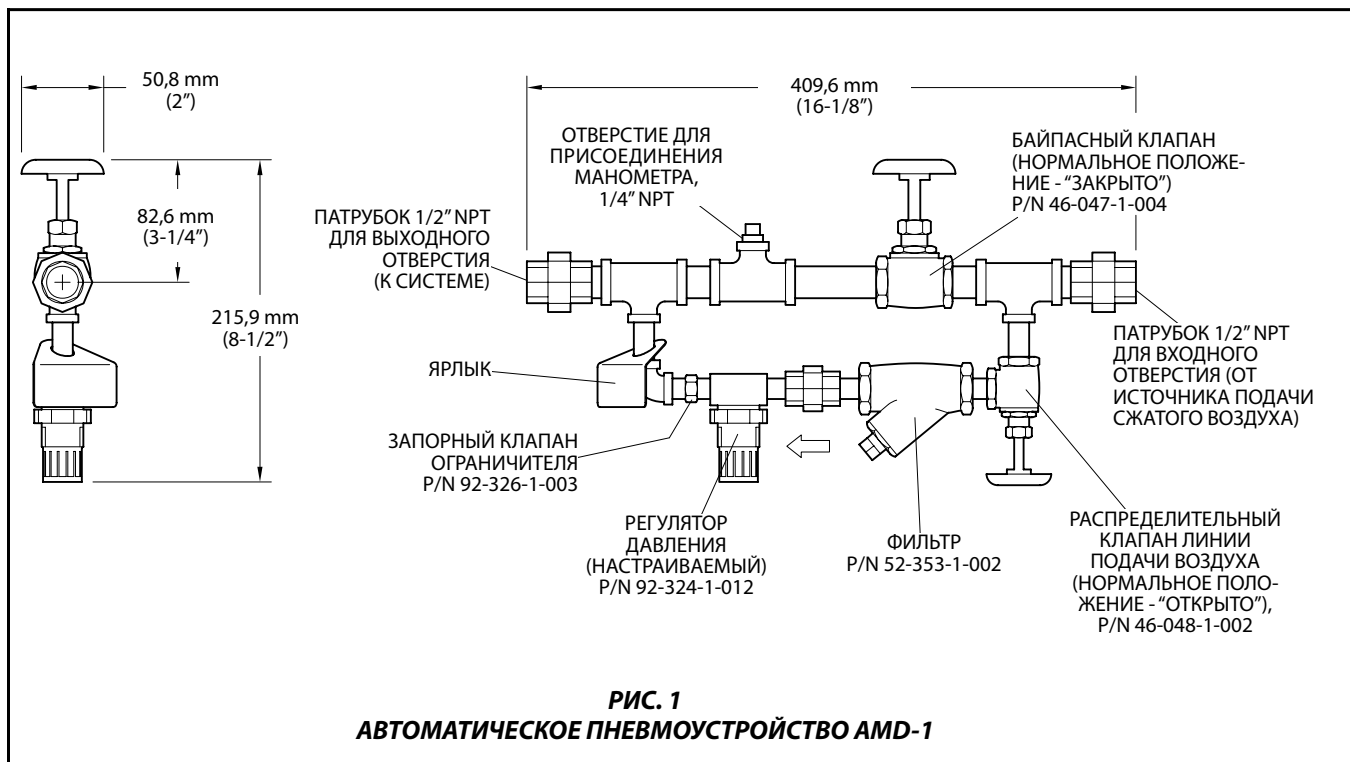 50,8 mm
(2”)
409,6 mm
(16-1/8”)
ОТВЕРСТИЕ ДЛЯ
ПРИСОЕДИНЕНИЯ
МАНОМЕТРА,
1/4” NPT
БАЙПАСНЫЙ КЛАПАН
(НОРМАЛЬНОЕ ПОЛОЖЕ-
НИЕ - “ЗАКРЫТО”)
P/N 46-047-1-004
82,6 mm
(3-1/4”)
ПАТРУБОК 1/2” NPT
ДЛЯ ВЫХОДНОГО
ОТВЕРСТИЯ
(К СИСТЕМЕ)
215,9 mm
(8-1/2”)
ПАТРУБОК 1/2” NPT
ДЛЯ ВХОДНОГО
ОТВЕРСТИЯ (ОТ
ИСТОЧНИКА ПОДАЧИ
СЖАТОГО ВОЗДУХА)
ЯРЛЫК
ЗАПОРНЫЙ КЛАПАН
ОГРАНИЧИТЕЛЯ
P/N 92-326-1-003
РЕГУЛЯТОР
ДАВЛЕНИЯ
(НАСТРАИВАЕМЫЙ)
P/N 92-324-1-012
ФИЛЬТР
P/N 52-353-1-002
РАСПРЕДЕЛИТЕЛЬНЫЙ
КЛАПАН ЛИНИИ
ПОДАЧИ ВОЗДУХА
(НОРМАЛЬНОЕ ПОЛО-
ЖЕНИЕ - “ОТКРЫТО”),
P/N 46-048-1-002
РИС. 1
АВТОМАТИЧЕСКОЕ ПНЕВМОУСТРОЙСТВО AMD-1